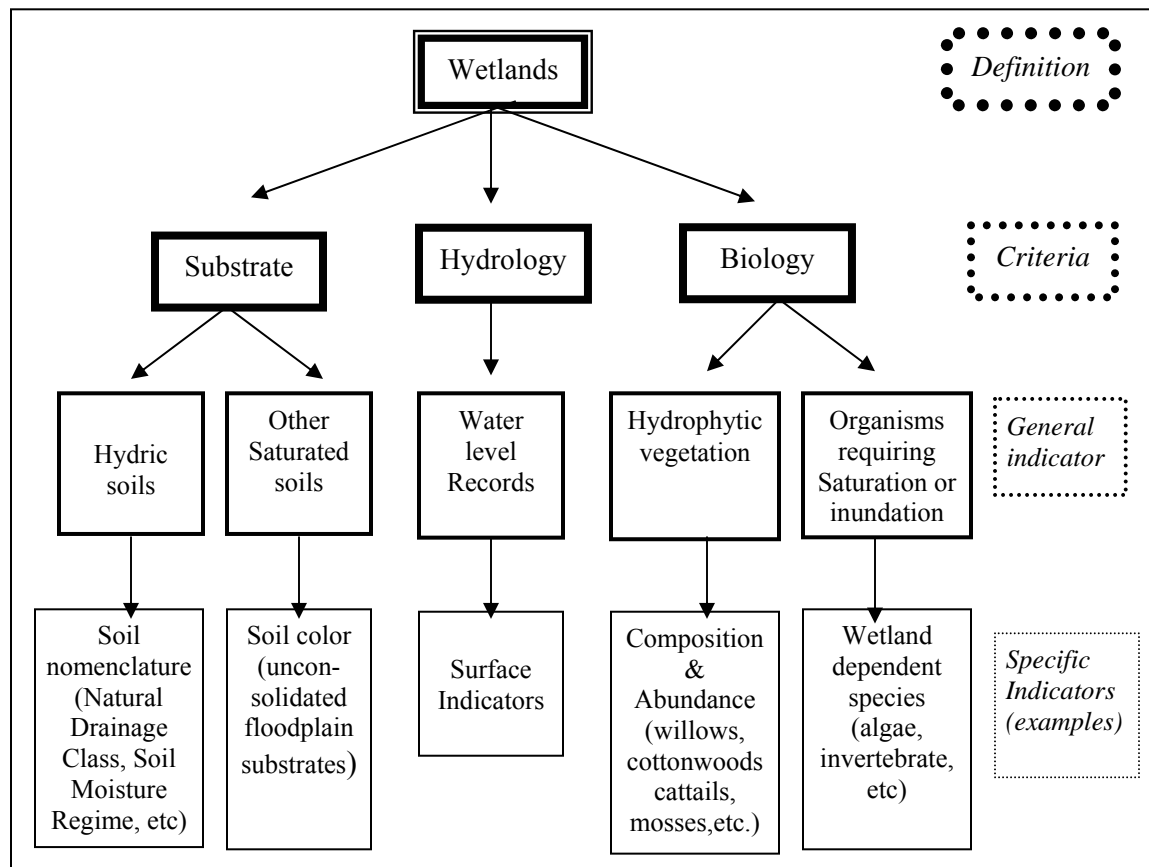 Wetlands
Definition
Substrate
Hydrology
Biology
Criteria
Hydric
soils
Other
Saturated
soils
Water
level
Records
Hydrophytic
vegetation
Organisms
requiring
Saturation or
inundation
General
indicator
Soil
nomenclature
(Natural
Drainage
Class, Soil
Moisture
Regime, etc)
Soil color
(uncon-
solidated
floodplain
substrates)
Surface
Indicators
Composition
&
Abundance
(willows,
cottonwoods
cattails,
mosses,etc.)
Wetland
dependent
species
(algae,
invertebrate,
etc)
Specific
Indicators
(examples)